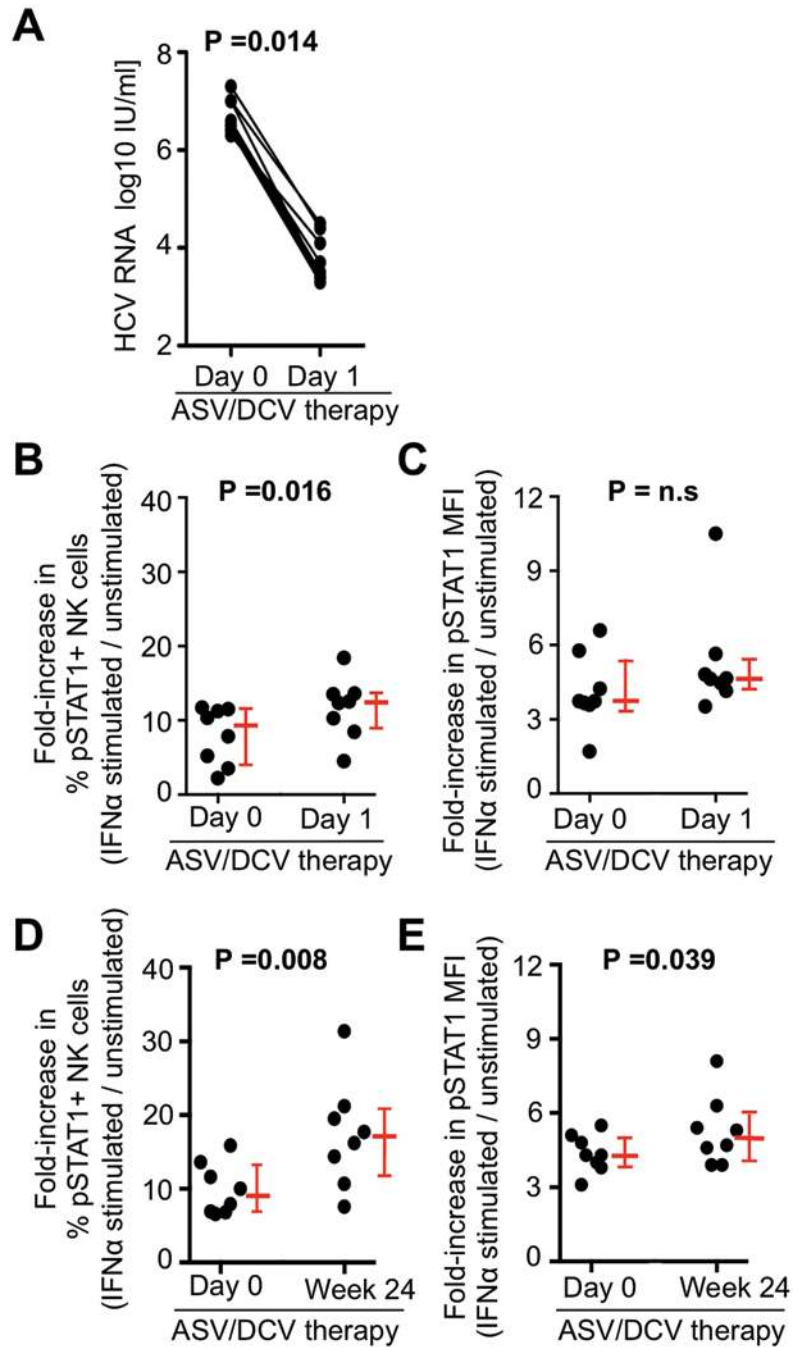 A
P =0.014
HCV RNA log10 IU/ml]
8
6
4
2
Day 0 Day 1
ASV/DCV therapy
B
P =0.016
Fold-increase in
% pSTAT1+ NK cells
(IFNα stimulated / unstimulated)
40
30
20
10
0
Day 0 Day 1
ASV/DCV therapy
C
P = n.s
Fold-increase in pSTAT1 MFI
(IFNα stimulated / unstimulated)
12
9
6
3
0
Day 0 Day 1
ASV/DCV therapy
D
P =0.008
Fold-increase in
% pSTAT1+ NK cells
(IFNα stimulated / unstimulated)
40
30
20
10
0
Day 0 Week 24
ASV/DCV therapy
E
P =0.039
Fold-increase in pSTAT1 MFI
(IFNα stimulated / unstimulated)
12
9
6
3
0
Day 0 Week 24
ASV/DCV therapy